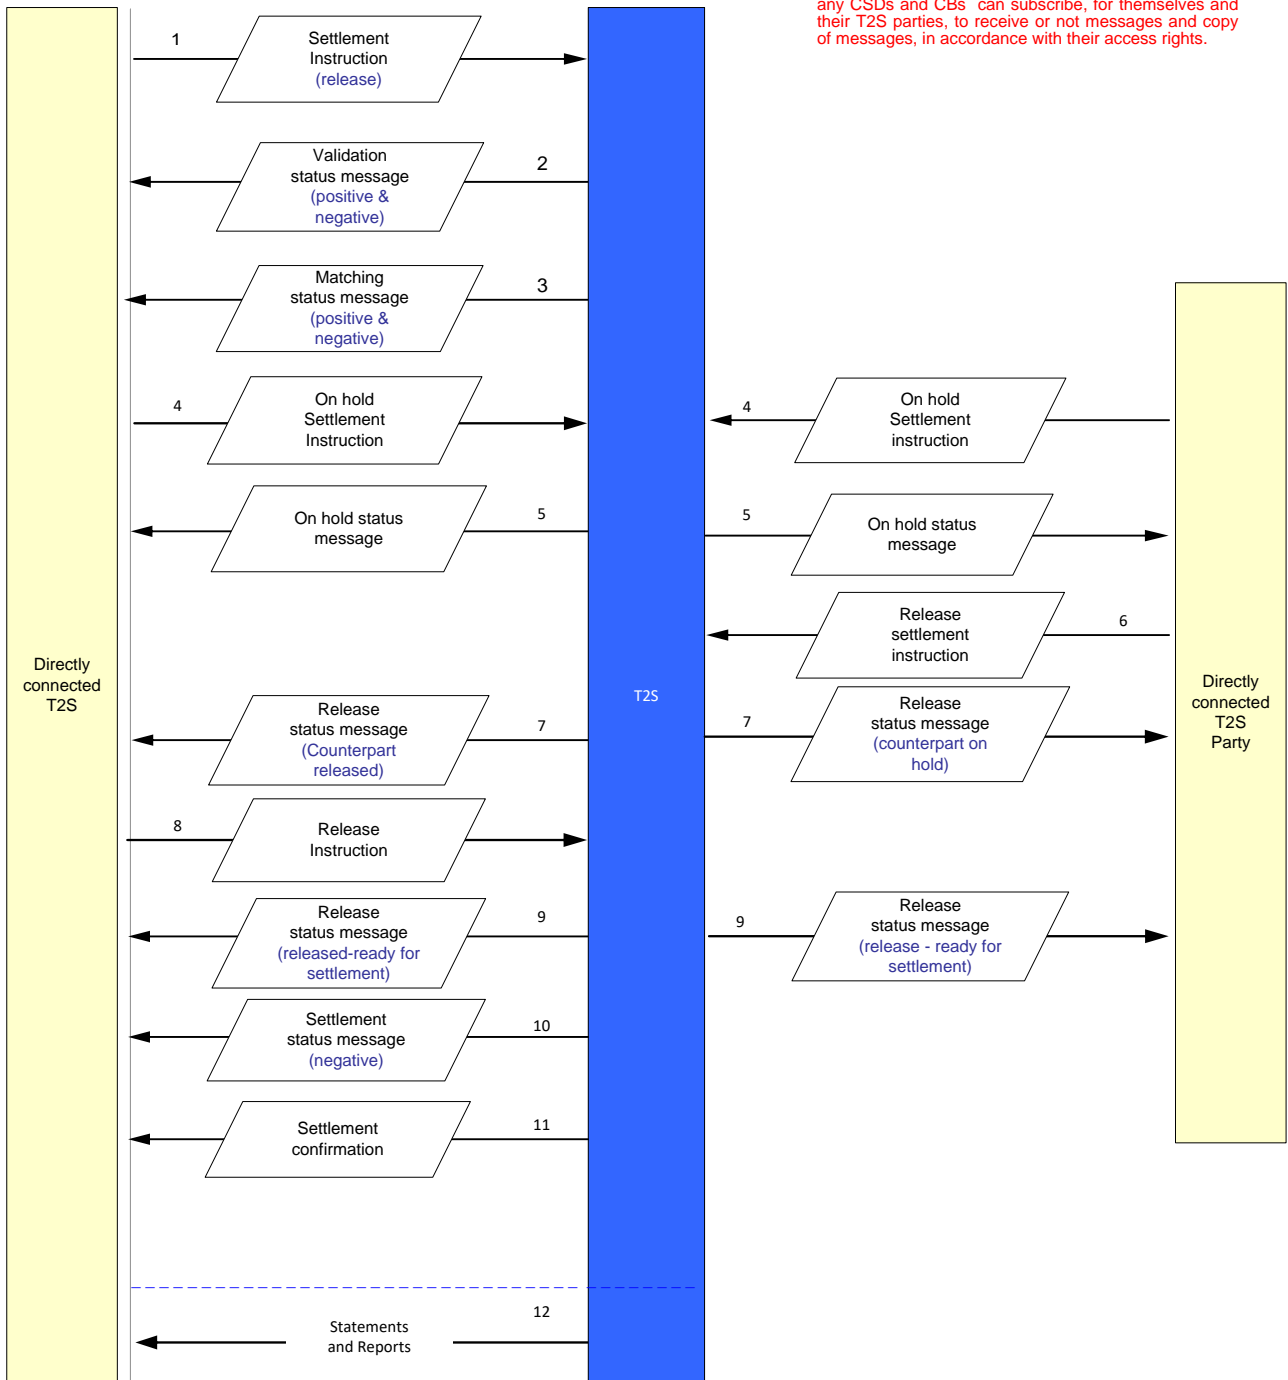 any CSDs and CBs can subscribe, for themselves and
their T2S parties, to receive or not messages and copy
of messages, in accordance with their access rights.
1
Settlement
Instruction
(release)
Validation
status message
(positive &
negative)
2
Matching
status message
(positive &
negative)
3
4
On hold
Settlement
Instruction
4
On hold
Settlement
instruction
On hold status
message
5
5
On hold status
message
Release
settlement
instruction
6
Directly
connected
T2S
T2S
Directly
connected
T2S
Party
Release
status message
(Counterpart
released)
7
7
Release
status message
(counterpart on
hold)
8
Release
Instruction
Release
status message
(released-ready for
settlement)
9
9
Release
status message
(release - ready for
settlement)
Settlement
status message
(negative)
10
Settlement
confirmation
11
12
Statements
and Reports